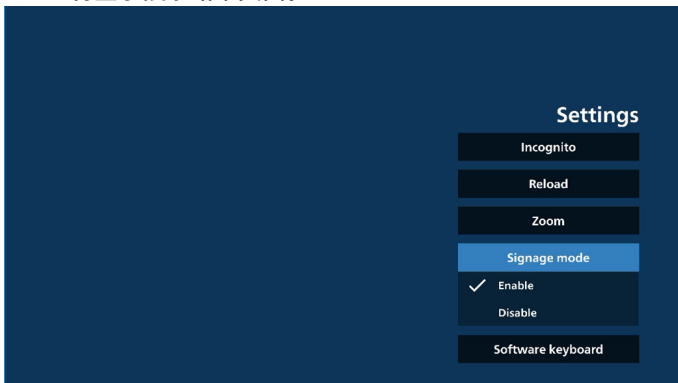 Settings
Incognito
Reload
Zoom
Signage mode
Enable
Disable
Software keyboard